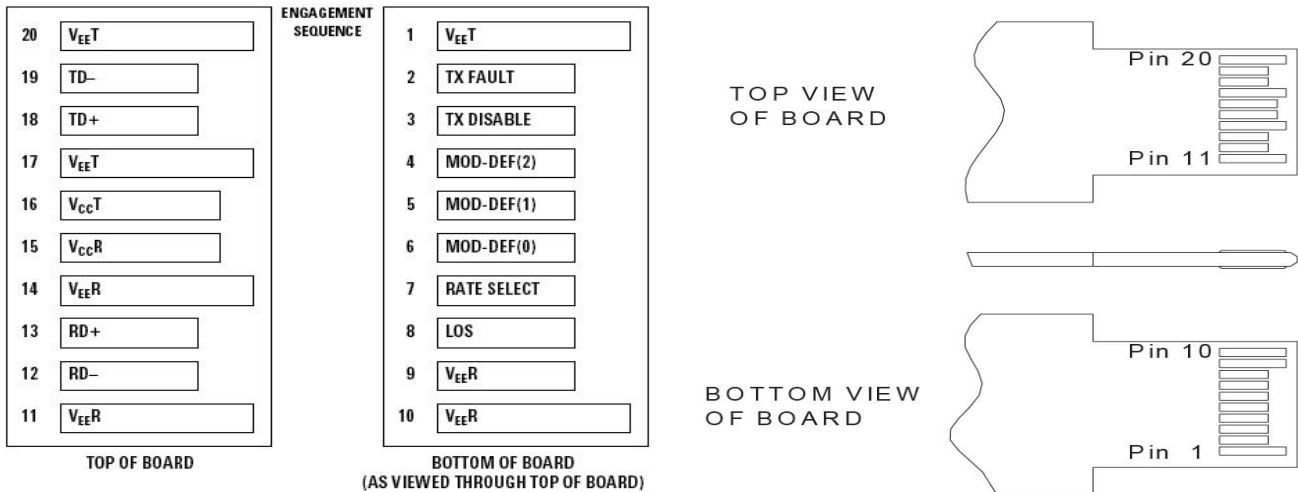 ENGAGEMENT
SEQUENCE
20 VEET
19 TD–
18 TD+
17 VEET
16 VCCT
15 VCCR
14 VEER
13 RD+
12 RD–
11 VEER
TOP OF BOARD
1 VEET
2 TX FAULT
3 TX DISABLE
4 MOD-DEF(2)
5 MOD-DEF(1)
6 MOD-DEF(0)
7 RATE SELECT
8 LOS
9 VEER
10 VEER
BOTTOM OF BOARD
(AS VIEWED THROUGH TOP OF BOARD)
TOP VIEW
OF BOARD
Pin 20
Pin 11
BOTTOM VIEW
OF BOARD
Pin 10
Pin 1